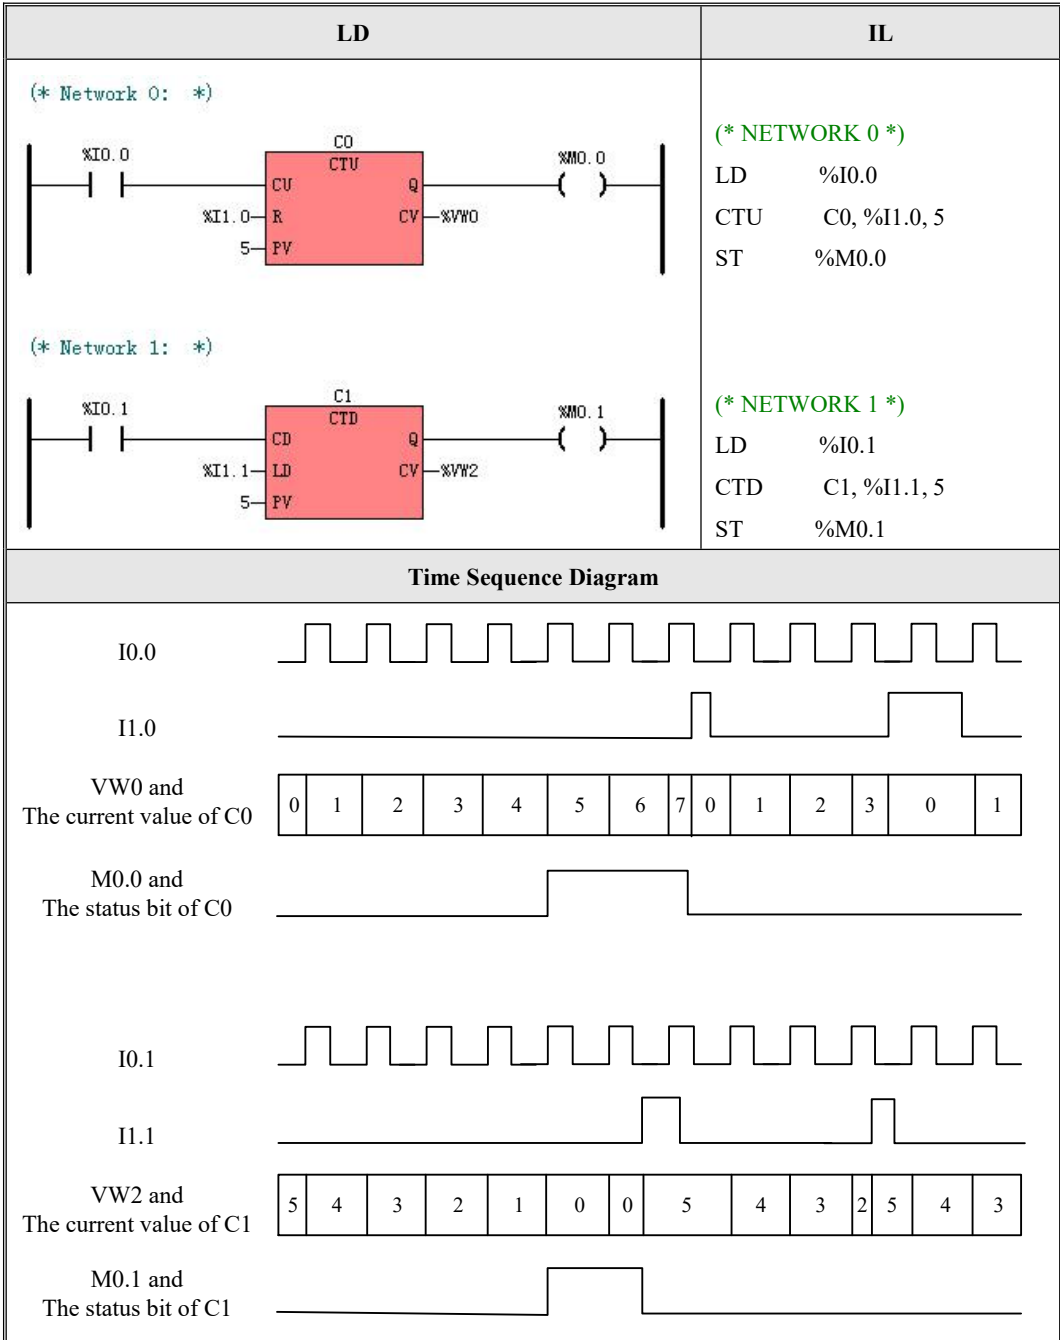 LD
IL
(* Network 0: *)
C0
%I0.0
CTU
%M0.0
CU
Q
%I1.0
R
CV
%VW0
5
PV
(* NETWORK 0 *)
LD %I0.0
CTU C0, %I1.0, 5
ST %M0.0
(* Network 1: *)
C1
%I0.1
CTD
%M0.1
CD
Q
%I1.1
LD
CV
%VW2
5
PV
(* NETWORK 1 *)
LD %I0.1
CTD C1, %I1.1, 5
ST %M0.1
Time Sequence Diagram
I0.0
I1.0
VW0 and
The current value of C0
0 1 2 3 4 5 6 7 0 1 2 3 0 1
M0.0 and
The status bit of C0
I0.1
I1.1
VW2 and
The current value of C1
5 4 3 2 1 0 0 5 4 3 2 5 4 3
M0.1 and
The status bit of C1